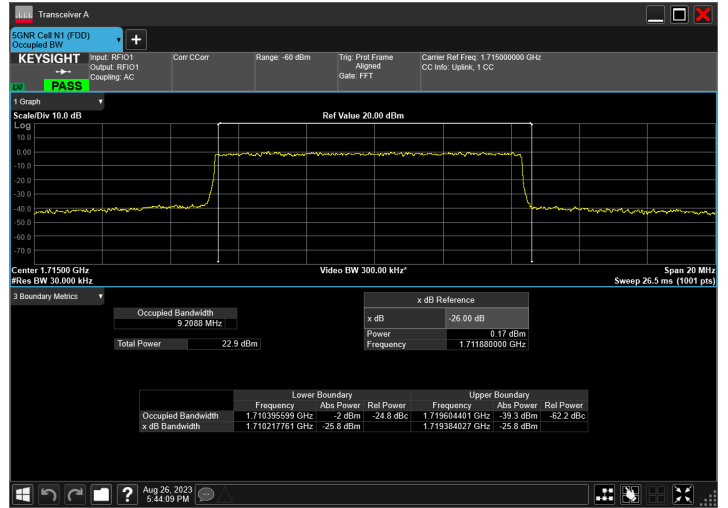 Transceiver A
5GNR Cell N1 (FDD)
Occupied BW
KEYSIGHT
Input: RFIO1
Output: RFIO1
Coupling: AC
Corr CCorr
Range: -60 dBm
Trig: Prot Frame
Aligned
Gate: FFT
Carrier Ref Freq: 1.715000000 GHz
CC Info: Uplink, 1 CC
LXI
PASS
1 Graph
Scale/Div 10.0 dB
Ref Value 20.00 dBm
Log
10.0
0.00
-10.0
-20.0
-30.0
-40.0
-50.0
-60.0
-70.0
Center 1.71500 GHz
Video BW 300.00 kHz*
Span 20 MHz
#Res BW 30.000 kHz
Sweep 26.5 ms (1001 pts)
3 Boundary Metrics
Occupied Bandwidth
9.2088 MHz
Total Power 22.9 dBm
x dB Reference
x dB -26.00 dB
Power 0.17 dBm
Frequency 1.711880000 GHz
Lower Boundary Upper Boundary
Frequency Abs Power Rel Power Frequency Abs Power Rel Power
Occupied Bandwidth 1.710395599 GHz -2 dBm -24.8 dBc 1.719604401 GHz -39.3 dBm -62.2 dBc
x dB Bandwidth 1.710217761 GHz -25.8 dBm 1.719384027 GHz -25.8 dBm
?
Aug 26, 2023
5:44:09 PM